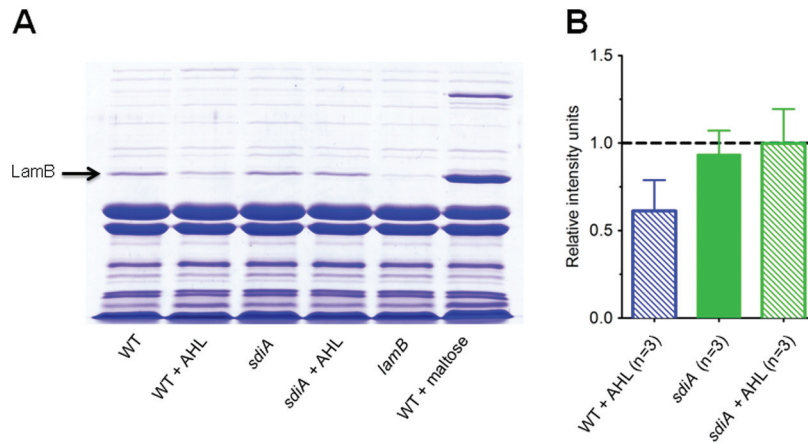 A
LamB
WT
WT + AHL
sdiA
sdiA + AHL
lamB
WT + maltose
B
Relative intensity units
1.5
1.0
0.5
0.0
WT + AHL (n=3)
sdiA (n=3)
sdiA + AHL (n=3)